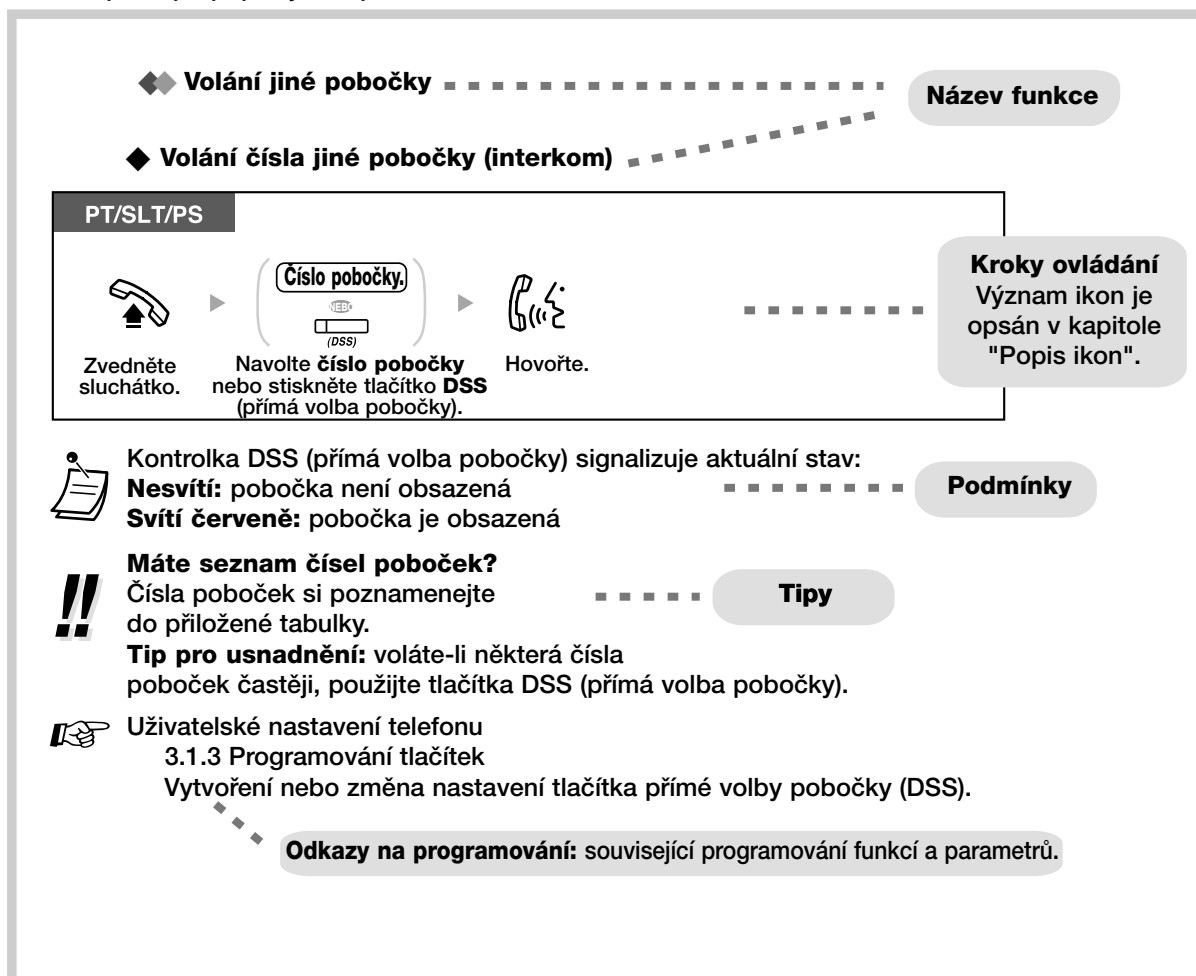 Volání jiné pobočky
Název funkce
Volání čísla jiné pobočky (interkom)
PT/SLT/PS
Číslo pobočky.
NEBO
(DSS)
Zvedněte
sluchátko.
Navolte číslo pobočky
nebo stiskněte tlačítko DSS
(přímá volba pobočky).
Hovořte.
Kroky ovládání
Význam ikon je
opsán v kapitole
"Popis ikon".
Kontrolka DSS (přímá volba pobočky) signalizuje aktuální stav:
Nesvítí: pobočka není obsazená
Svítí červeně: pobočka je obsazená
Podmínky
Máte seznam čísel poboček?
Čísla poboček si poznamenejte
do přiložené tabulky.
Tipy
Tip pro usnadnění: voláte-li některá čísla
poboček častěji, použijte tlačítka DSS (přímá volba pobočky).
Uživatelské nastavení telefonu
3.1.3 Programování tlačítek
Vytvoření nebo změna nastavení tlačítka přímé volby pobočky (DSS).
Odkazy na programování: související programování funkcí a parametrů.